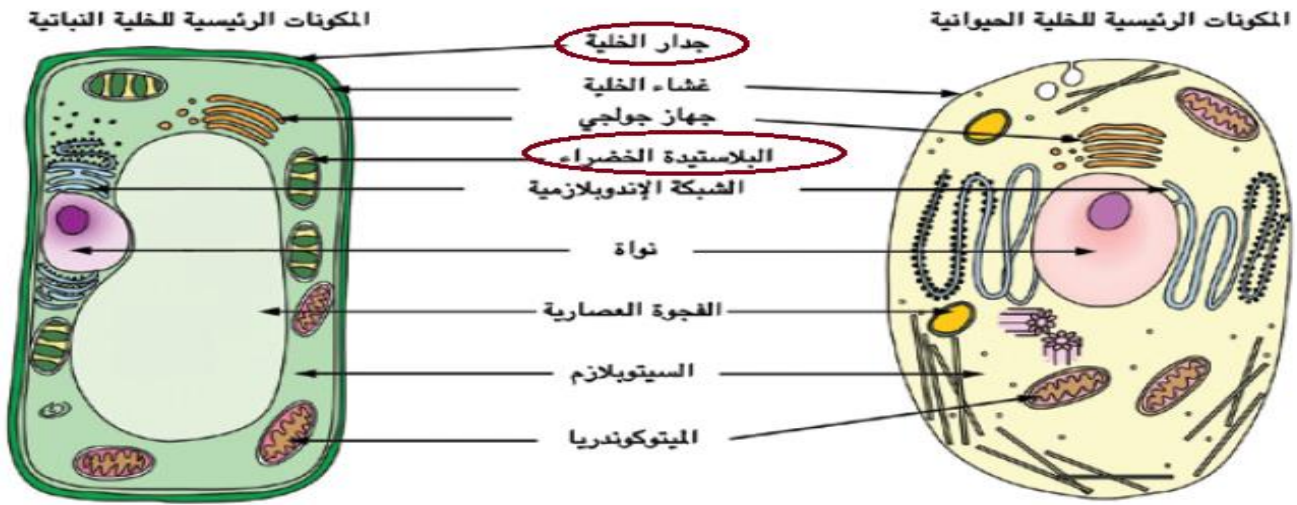 المكونات الرئيسية للخلية الحيوانية
المكونات الرئيسية للخلية النباتية
جدار الخلية
غشاء الخلية
جهاز جولجي
البلاستيدة الخضراء
الشبكة الإندوبلازمية
نواة
الفجوة العصارية
السيتوبلازم
الميتوكوندريا